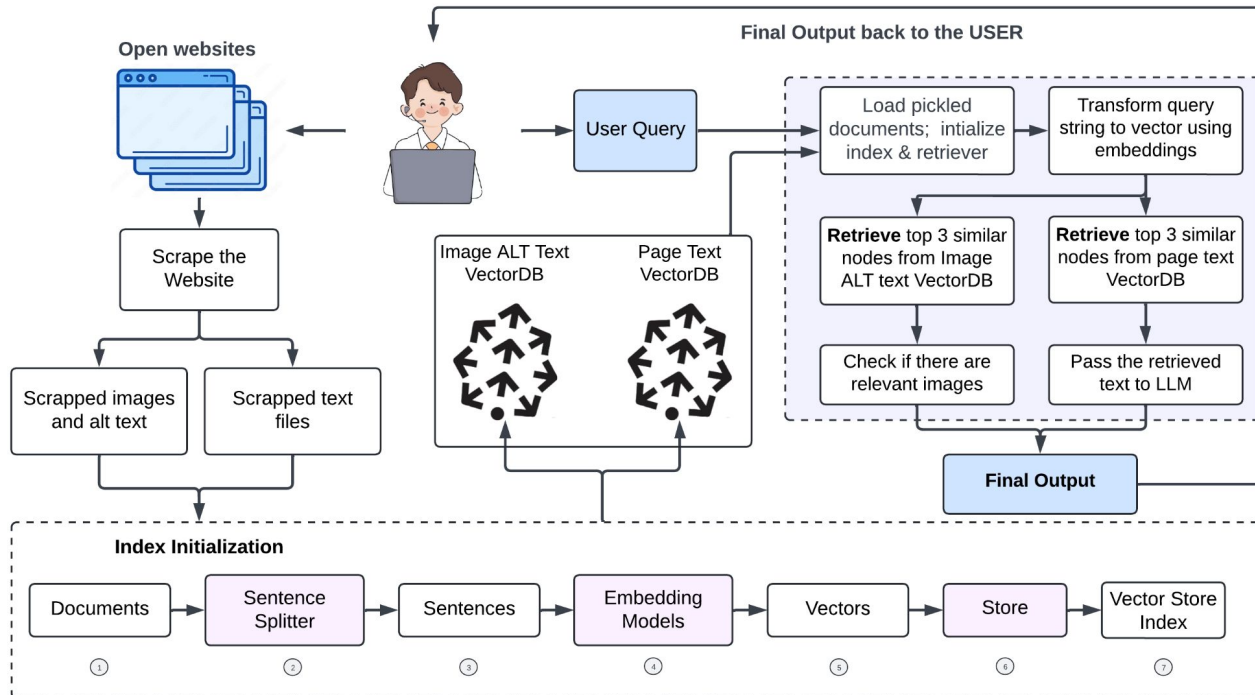 Open websites
Final Output back to the USER
User Query
Load pickled
documents;  intialize
index & retriever
Transform query
string to vector using
embeddings
Scrape the
Website
Image ALT Text
VectorDB
Page Text
VectorDB
Retrieve top 3 similar
nodes from Image
ALT text VectorDB
Retrieve top 3 similar
nodes from page text
VectorDB
Scrapped images
and alt text
Scrapped text
files
Check if there are
relevant images
Pass the retrieved
text to LLM
Final Output
Index Initialization
Documents
Sentence
Splitter
Sentences
Embedding
Models
Vectors
Store
Vector Store
Index
1
2
3
4
5
6
7